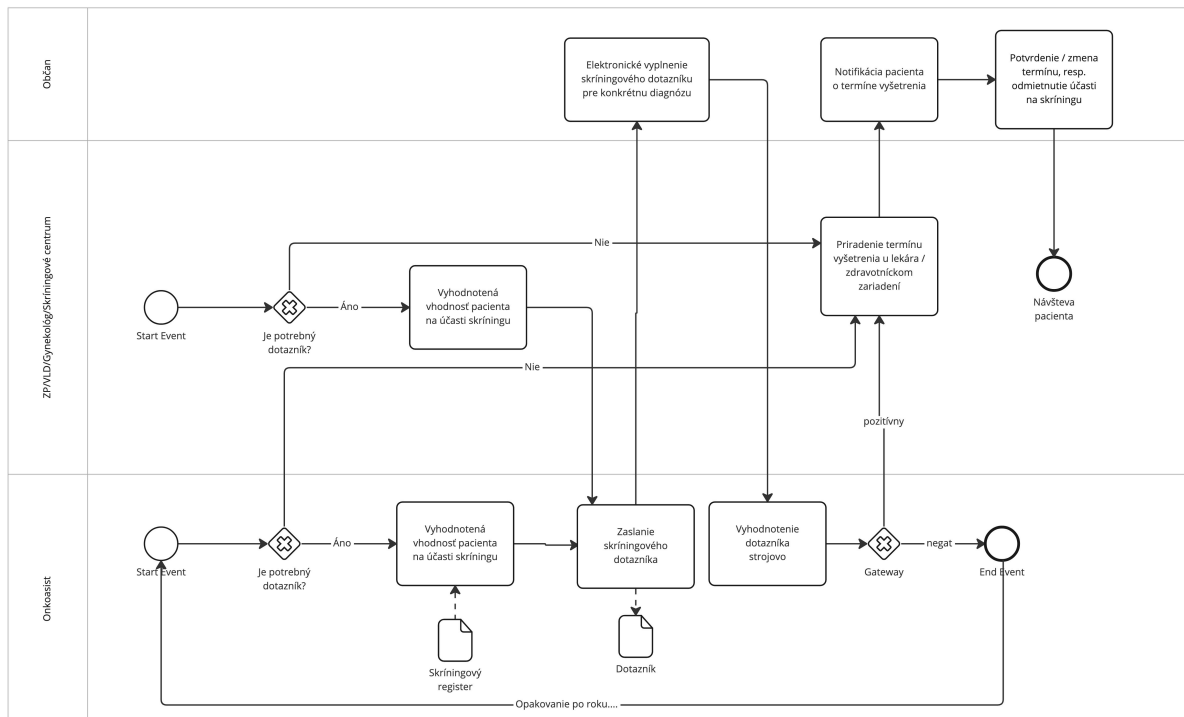 Občan
Elektronické vyplnenie
skríningového dotazníku
pre konkrétnu diagnózu
Notifikácia pacienta
o termíne vyšetrenia
Potvrdenie / zmena
termínu, resp.
odmietnutie účasti
na skríningu
ZP/VLD/Gynekológ/Skríningové centrum
Start Event
Je potrebný
dotazník?
Nie
Áno
Vyhodnotená
vhodnosť pacienta
na účasti skríningu
Priradenie termínu
vyšetrenia u lekára /
zdravotníckom
zariadení
Návšteva
pacienta
Nie
pozitívny
Onkoasist
Start Event
Je potrebný
dotazník?
Áno
Vyhodnotená
vhodnosť pacienta
na účasti skríningu
Skríningový
register
Zaslanie
skríningového
dotazníka
Dotazník
Vyhodnotenie
dotazníka
strojovo
Gateway
negat
End Event
Opakovanie po roku....